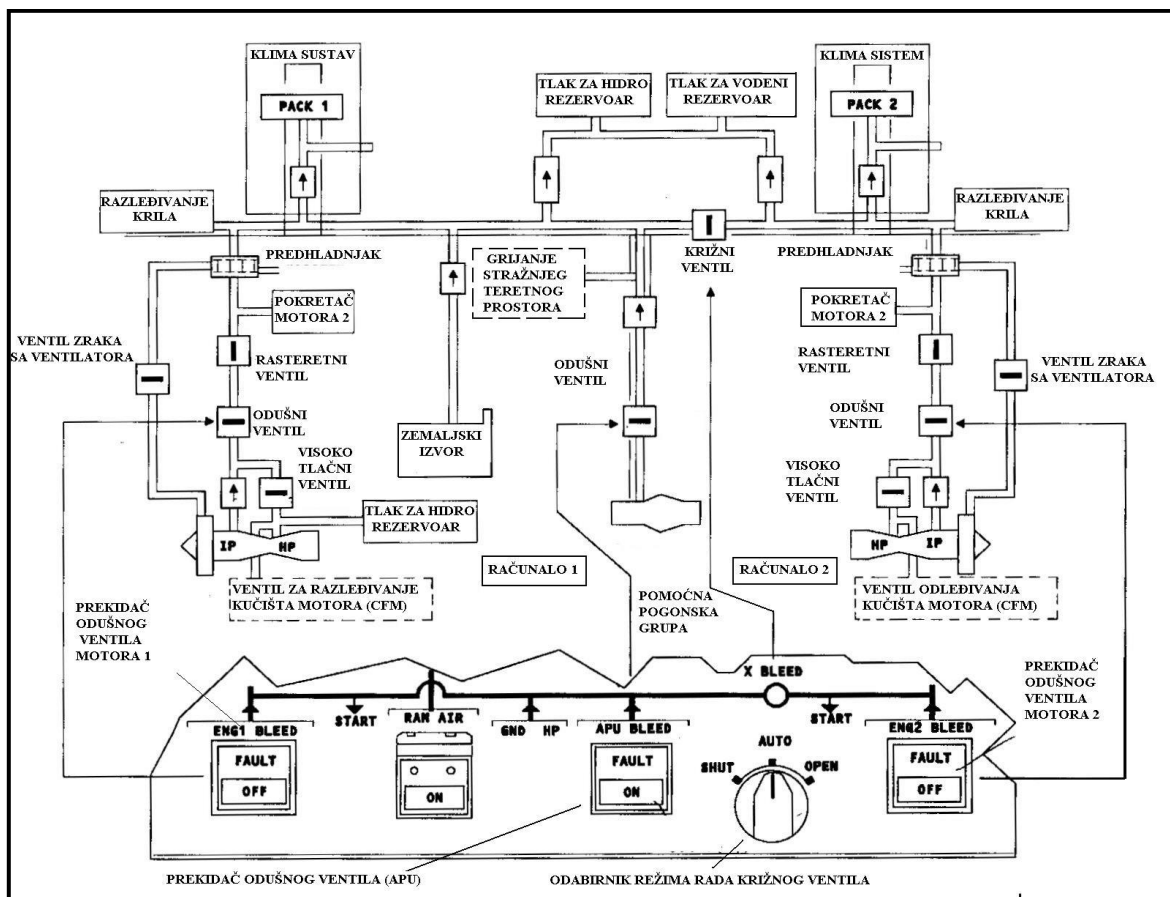 KLIMA SUSTAV
PACK 1
TLAK ZA HIDRO
REZERVOAR
TLAK ZA VODENI
REZERVOAR
KLIMA SISTEM
PACK 2
RAZLEĐIVANJE
KRILA
RAZLEĐIVANJE
KRILA
PREDHLADNJAK
GRIJANJE
STRAŽNJEG
TERETNOG
PROSTORA
KRIŽNI
VENTIL
PREDHLADNJAK
POKRETAČ
MOTORA 2
POKRETAČ
MOTORA 2
VENTIL ZRAKA
SA VENTILATORA
RASTERETNI
VENTIL
ODUŠNI
VENTIL
RASTERETNI
VENTIL
VENTIL ZRAKA
SA VENTILATORA
ODUŠNI
VENTIL
ZEMALJSKI
IZVOR
ODUŠNI
VENTIL
VISOKO
TLAČNI
VENTIL
VISOKO
TLAČNI
VENTIL
TLAK ZA HIDRO
REZERVOAR
IP
HP
HP
IP
RAČUNALO 1
RAČUNALO 2
VENTIL ZA RAZLEĐIVANJE
KUČIŠTA MOTORA (CFM)
POMOĆNA
POGONSKA
GRUPA
VENTIL ODLEĐIVANJA
KUČIŠTA MOTORA (CFM)
PREKIDAČ
ODUŠNOG
VENTILA
MOTORA 1
PREKIDAČ
ODUŠNOG
VENTILA
MOTORA 2
X BLEED
START
RAM AIR
START
ENG1 BLEED
GND HP
APU BLEED
ENG2 BLEED
FAULT
OFF
ON
FAULT
ON
SHUT
AUTO
OPEN
FAULT
OFF
PREKIDAČ ODUŠNOG VENTILA (APU)
ODABIRNIK REŽIMA RADA KRIŽNOG VENTILA